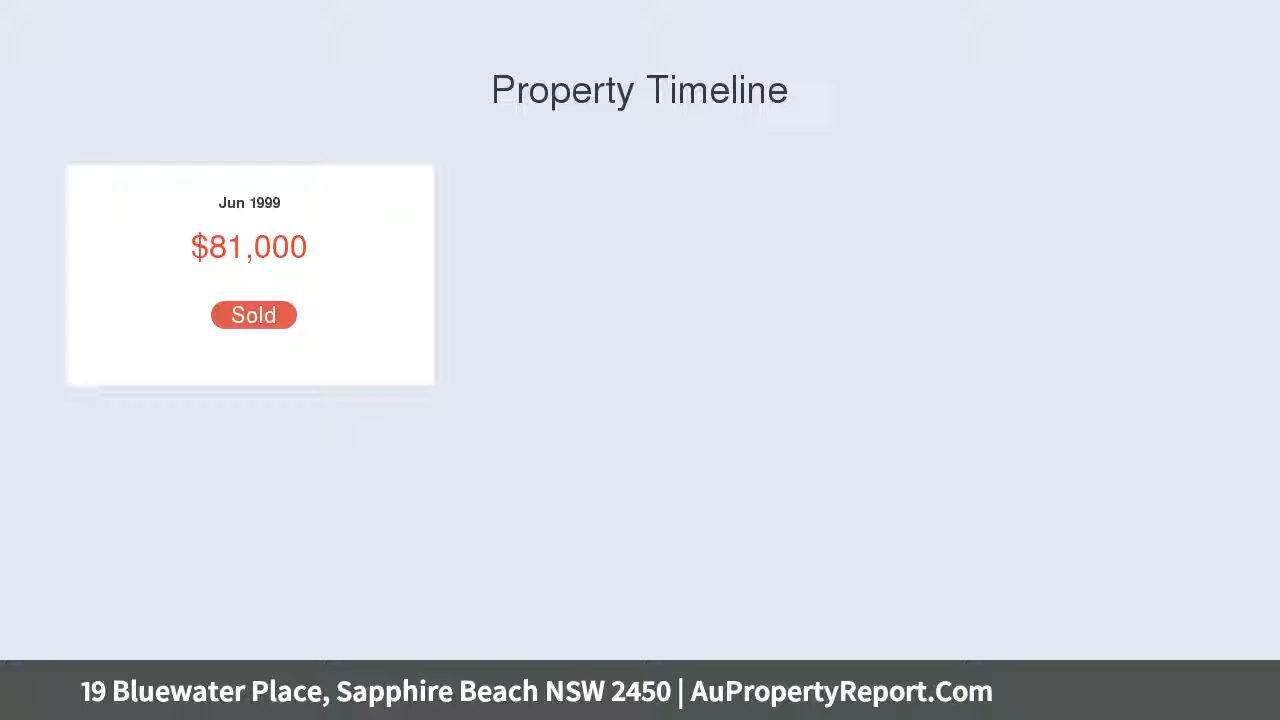 Property Timeline
Jun 1999
$81,000
Sold
19 Bluewater Place, Sapphire Beach NSW 2450 | AuPropertyReport.Com